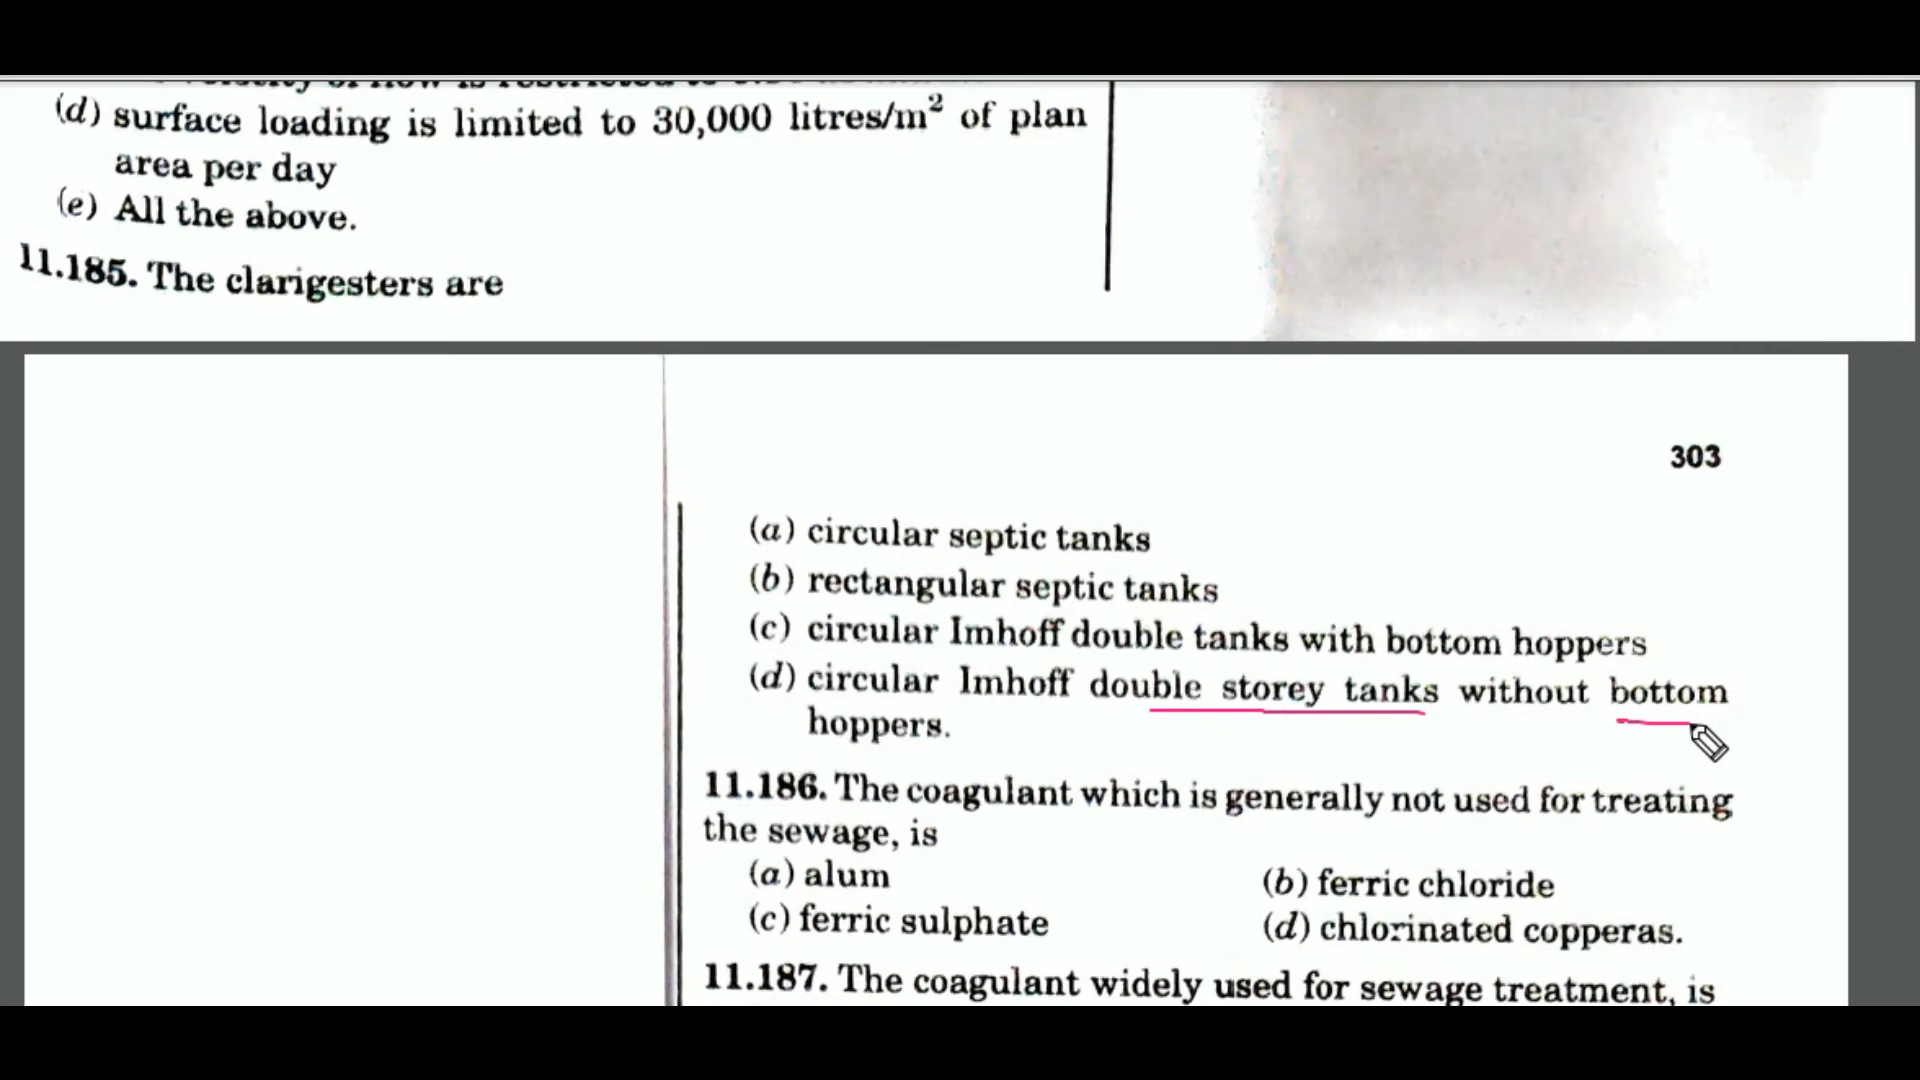 (d) surface loading is limited to 30,000 litres/m² of plan
area per day
(e) All the above.
11.185. The clarigesters are
303
(a) circular septic tanks
(b) rectangular septic tanks
(c) circular Imhoff double tanks with bottom hoppers
(d) circular Imhoff double storey tanks without bottom
hoppers.
11.186. The coagulant which is generally not used for treating
the sewage, is
(a) alum (b) ferric chloride
(c) ferric sulphate (d) chlorinated copperas.
11.187. The coagulant widely used for sewage treatment, is